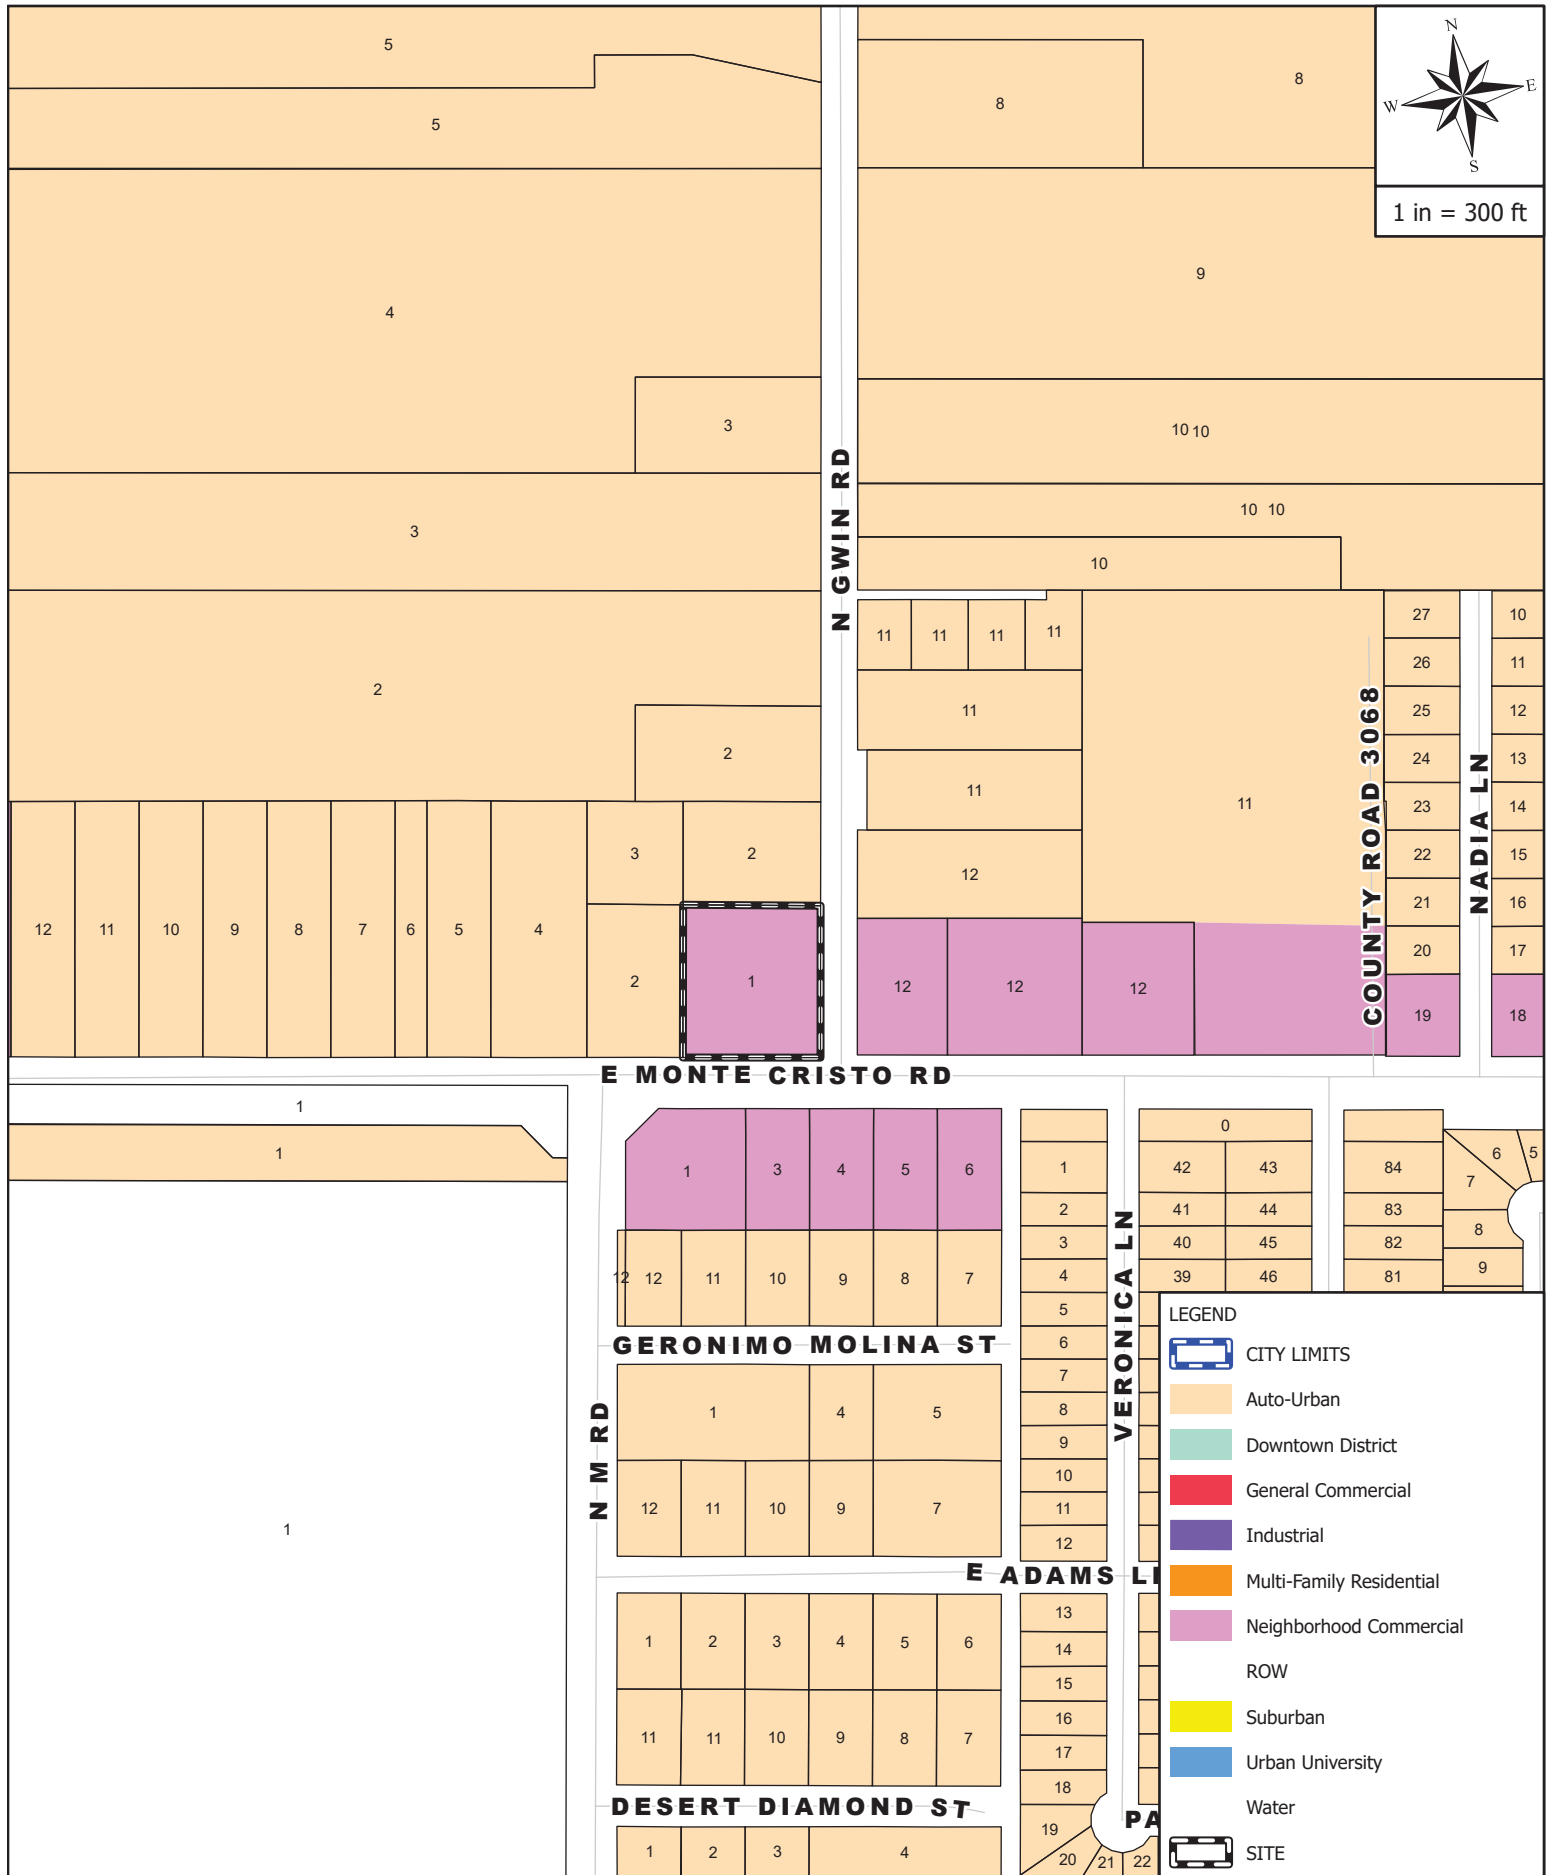 5
8
8
N
W
E
S
5
1 in = 300 ft
9
4
3
10 10
N GWIN RD
3
10 10
10
11 11 11 11
27 10
26 11
2
11
25 12
2
11
24 13
11
23 14
COUNTY ROAD 3068
NADIA LN
3 2
12
22 15
21 16
12 11 10 9 8 7 6 5 4
20 17
2 1
12 12 12
19 18
E MONTE CRISTO RD
1
1
0
1 3 4 5 6
1 42 43 84
6 5
7
2 41 44 83
8
3 40 45 82
9
12 12 11 10 9 8 7
4 39 46 81
VERONICA LN
5
GERONIMO MOLINA ST
6
7
1 4 5
8
9
N M RD
10
12 11 10 9 7
11
12
1
E ADAMS LI
13
1 2 3 4 5 6
14
15
16
11 11 10 9 8 7
17
18
DESERT DIAMOND ST
PA
19
1 2 3 4
20 21 22
LEGEND
CITY LIMITS
Auto-Urban
Downtown District
General Commercial
Industrial
Multi-Family Residential
Neighborhood Commercial
ROW
Suburban
Urban University
Water
SITE